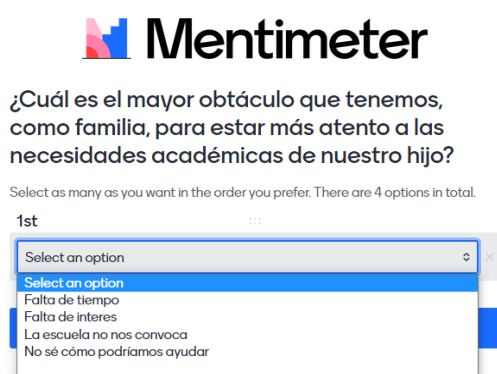 Mentimeter
¿Cuál es el mayor obtáculo que tenemos,
como familia, para estar más atento a las
necesidades académicas de nuestro hijo?
Select as many as you want in the order you prefer. There are 4 options in total.
1st
Select an option
Select an option
Falta de tiempo
Falta de interes
La escuela no nos convoca
No sé cómo podríamos ayudar